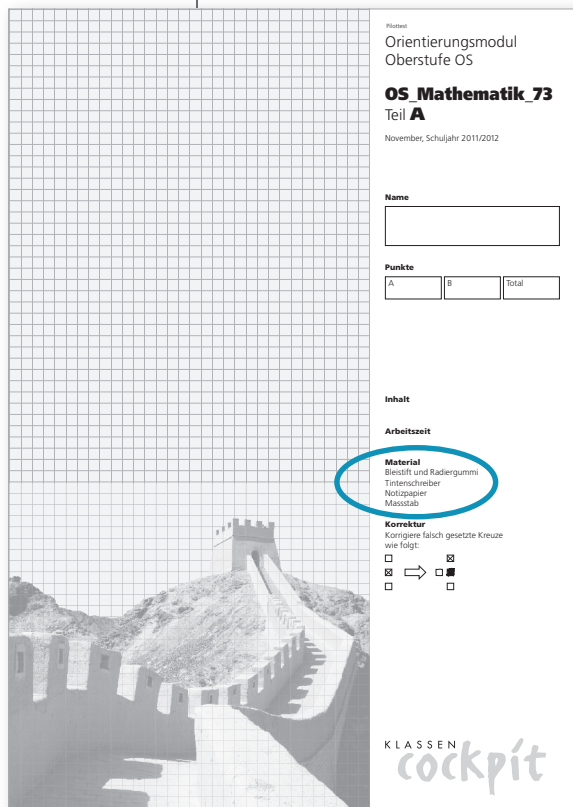 Pilottest
Orientierungsmodul
Oberstufe OS
OS_Mathematik_73
Teil A
November, Schuljahr 2011/2012
Name
Punkte
A B Total
Inhalt
Arbeitszeit
Material
Bleistift und Radiergummi
Tintenschreiber
Notizpapier
Massstab
Korrektur
Korrigiere falsch gesetzte Kreuze
wie folgt:
KLASSEN
cockpit